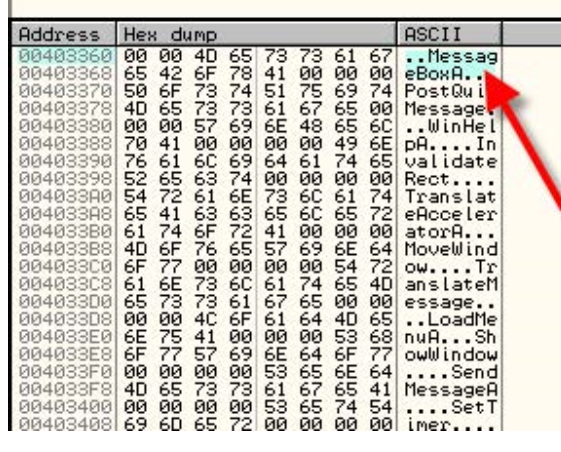 Address Hex dump ASCII
00403360 00 00 4D 65 73 73 61 67 ..Messag
00403368 65 42 6F 78 41 00 00 00 eBoxA..
00403370 50 6F 73 74 51 75 69 74 PostQui
00403378 4D 65 73 73 61 67 65 00 Message.
00403380 00 00 57 69 6E 48 65 6C ..WinHel
00403388 70 41 00 00 00 00 49 6E pA....In
00403390 76 61 6C 69 64 61 74 65 validate
00403398 52 65 63 74 00 00 00 00 Rect....
004033A0 54 72 61 6E 73 6C 61 74 Translat
004033A8 65 41 63 63 65 6C 65 72 eAcceler
004033B0 61 74 6F 72 41 00 00 00 atorA...
004033B8 4D 6F 76 65 57 69 6E 64 MoveWind
004033C0 6F 77 00 00 00 00 54 72 ow....Tr
004033C8 61 6E 73 6C 61 74 65 4D anslateM
004033D0 65 73 73 61 67 65 00 00 essage..
004033D8 00 00 4C 6F 61 64 4D 65 ..LoadMe
004033E0 6E 75 41 00 00 00 53 68 nuA...Sh
004033E8 6F 77 57 69 6E 64 6F 77 owWindow
004033F0 00 00 00 00 53 65 6E 64 ....Send
004033F8 4D 65 73 73 61 67 65 41 MessageA
00403400 00 00 00 00 53 65 74 54 ....SetT
00403408 69 6D 65 72 00 00 00 00 imer....